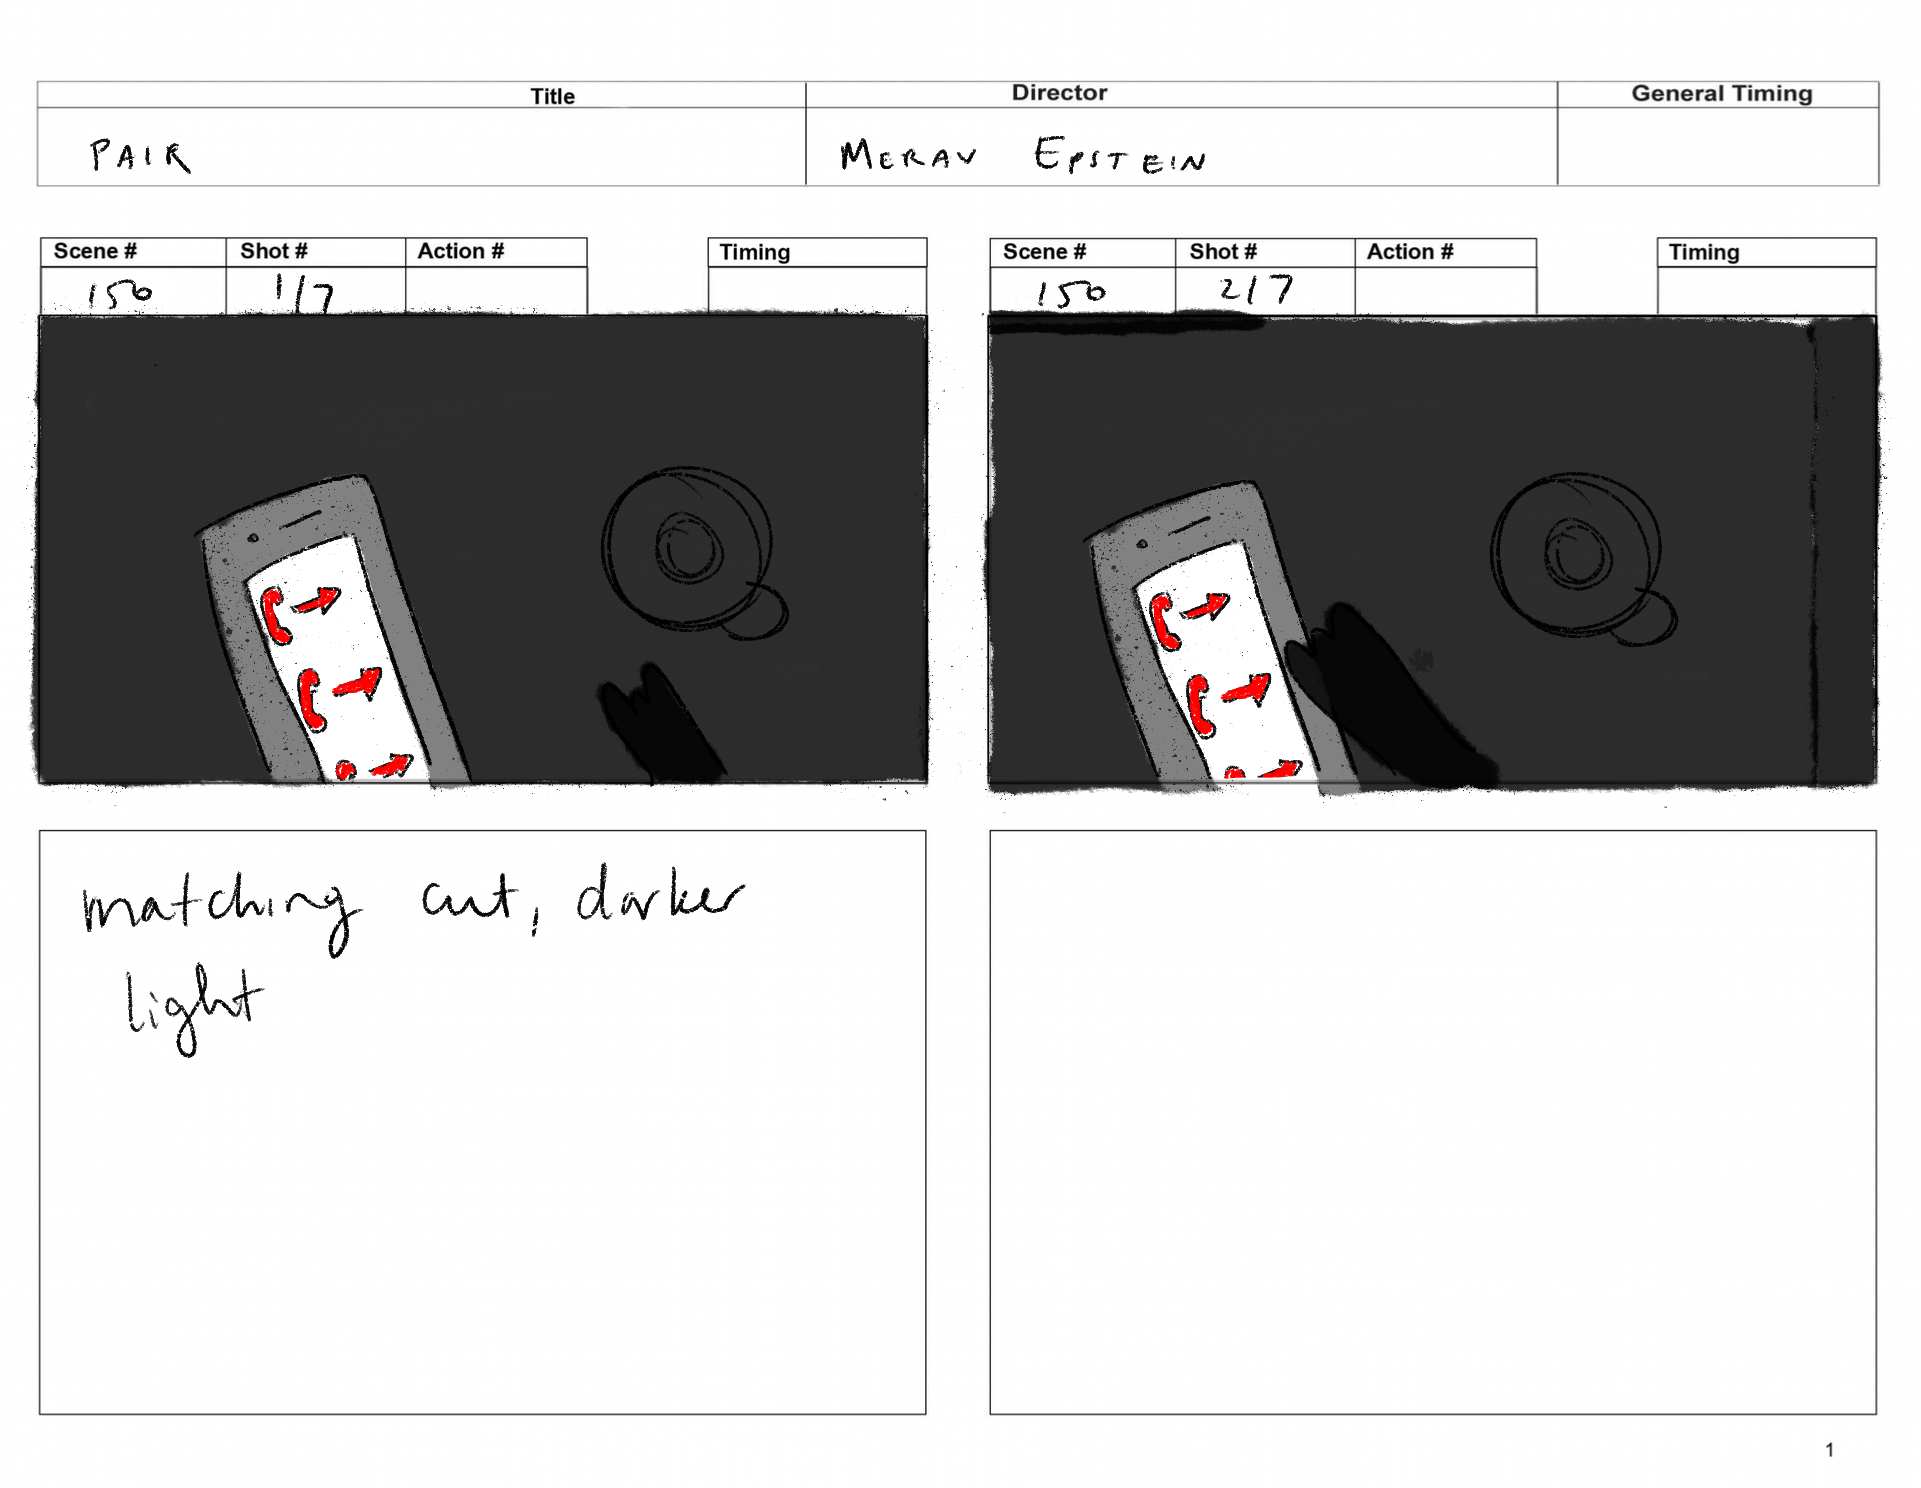 Title Director General Timing
PAIR MERAV EPSTEIN
Scene # Shot # Action # Timing
150 1/7
Scene # Shot # Action # Timing
150 2/7
matching cut, darker
light
1